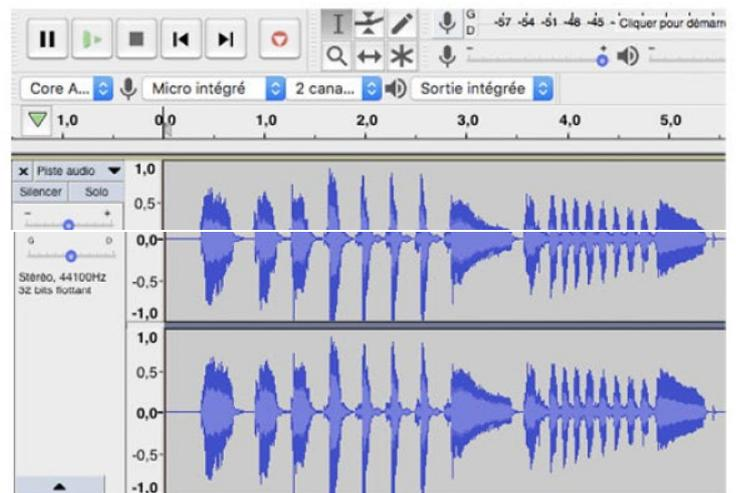 G
D
-57 -54 -51 -48 -45 - Cliquer pour démarr
- +
-
Core A... Micro intégré 2 cana... Sortie intégrée
1,0 0,0 1,0 2,0 3,0 4,0 5,0
x Piste audio
Silencer Solo
- +
G D
Stéréo, 44100Hz
32 bits flottant
1,0
0,5-
0,0-
-0,5-
-1,0
1,0
0,5-
0,0-
-0,5-
-1,0